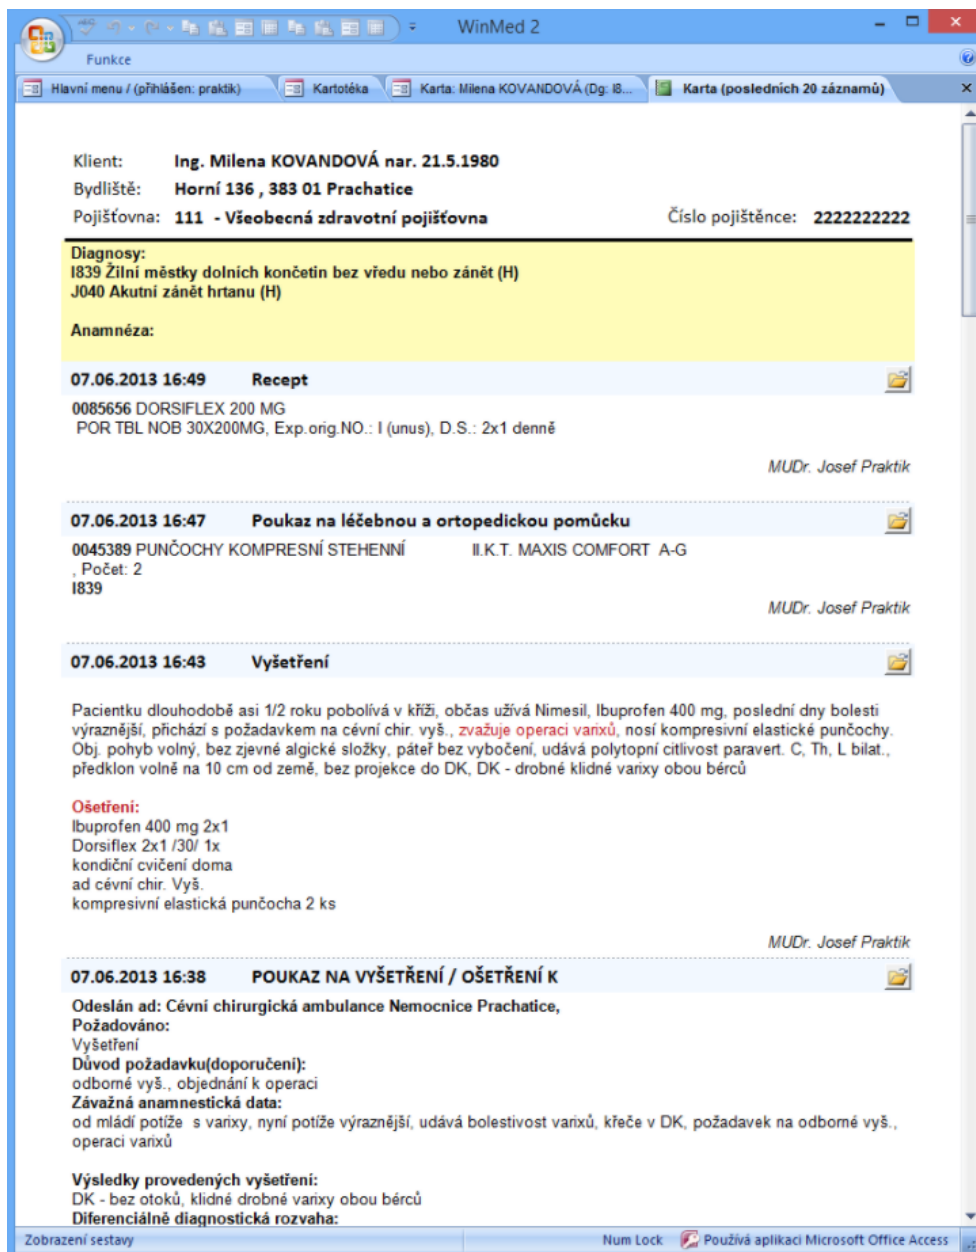 WinMed 2
Funkce
Hlavní menu / (přihlášen: praktik) Kartotéka Karta: Milena KOVANDOVÁ (Dg: I8... Karta (posledních 20 záznamů)
Klient: Ing. Milena KOVANDOVÁ nar. 21.5.1980
Bydliště: Horní 136 , 383 01 Prachatice
Pojišťovna: 111 - Všeobecná zdravotní pojišťovna Číslo pojištěnce: 2222222222
Diagnosy:
I839 Žilní městky dolních končetin bez vředu nebo zánět (H)
J040 Akutní zánět hrtanu (H)
Anamnéza:
07.06.2013 16:49 Recept
0085656 DORSIFLEX 200 MG
POR TBL NOB 30X200MG, Exp.orig.NO.: I (unus), D.S.: 2x1 denně
MUDr. Josef Praktik
07.06.2013 16:47 Poukaz na léčebnou a ortopedickou pomůcku
0045389 PUNČOCHY KOMPRESNÍ STEHENNÍ II.K.T. MAXIS COMFORT A-G
, Počet: 2
I839
MUDr. Josef Praktik
07.06.2013 16:43 Vyšetření
Pacientku dlouhodobě asi 1/2 roku pobolívá v kříži, občas užívá Nimesil, Ibuprofen 400 mg, poslední dny bolesti
výraznější, přichází s požadavkem na cévní chir. vyš., zvažuje operaci varixů, nosí kompresivní elastické punčochy.
Obj. pohyb volný, bez zjevné algické složky, páteř bez vybočení, udává polytopní citlivost paravert. C, Th, L bilat.,
předklon volně na 10 cm od země, bez projekce do DK, DK - drobné klidné varixy obou bérců
Ošetření:
Ibuprofen 400 mg 2x1
Dorsiflex 2x1 /30/ 1x
kondiční cvičení doma
ad cévní chir. Vyš.
kompresivní elastická punčocha 2 ks
MUDr. Josef Praktik
07.06.2013 16:38 POUKAZ NA VYŠETŘENÍ / OŠETŘENÍ K
Odeslán ad: Cévní chirurgická ambulance Nemocnice Prachatice,
Požadováno:
Vyšetření
Důvod požadavku(doporučení):
odborné vyš., objednání k operaci
Závažná anamnestická data:
od mládí potíže s varixy, nyní potíže výraznější, udává bolestivost varixů, křeče v DK, požadavek na odborné vyš.,
operaci varixů
Výsledky provedených vyšetření:
DK - bez otoků, klidné drobné varixy obou bérců
Diferenciálně diagnostická rozvaha:
Zobrazení sestavy Num Lock Používá aplikaci Microsoft Office Access